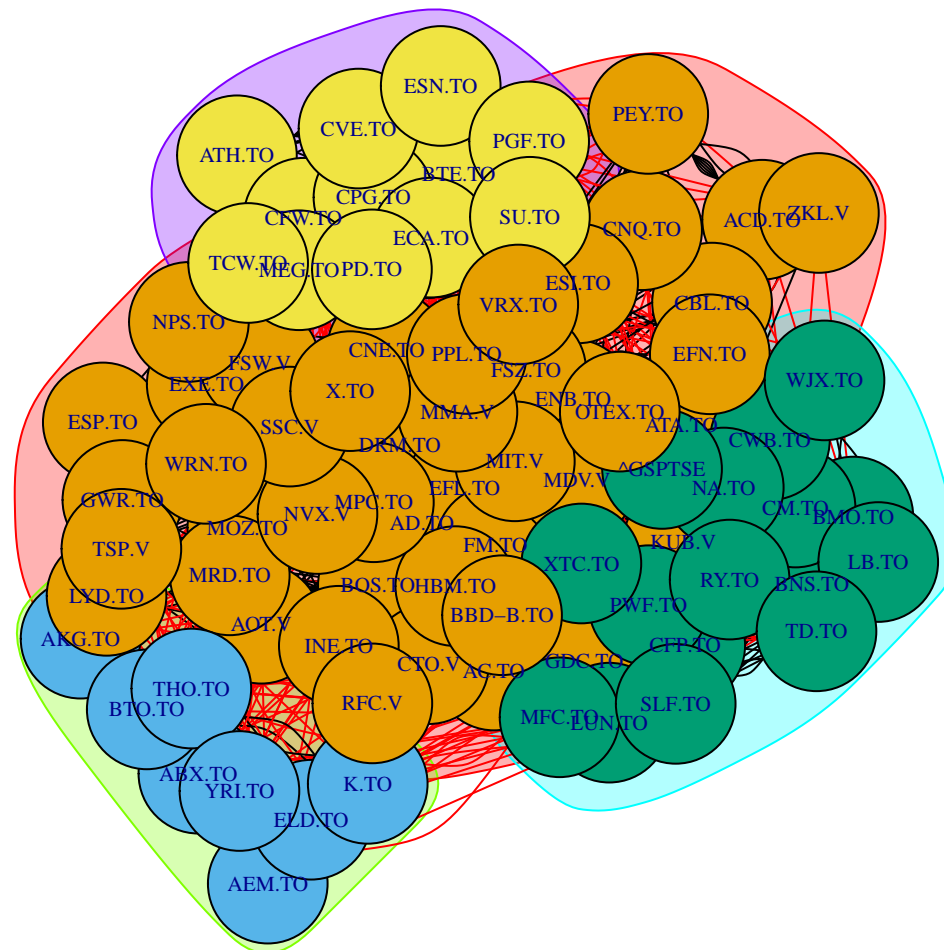 ESN.TO
PEY.TO
CVE.TO
PGF.TO
ATH.TO
BTE.TO
CPG.TO
ZKL.V
CFW.TO
SU.TO
ACD.TO
CNQ.TO
ECA.TO
TCW.TO
MEG.TO
PD.TO
ESI.TO
VRX.TO
CBL.TO
NPS.TO
CNE.TO
PPL.TO
EFN.TO
FSW.V
FSZ.TO
EXE.TO
X.TO
WJX.TO
ENB.TO
MMA.V
OTEX.TO
ESP.TO
SSC.V
ATA.TO
DRM.TO
CWB.TO
WRN.TO
MIT.V
^GSPTSE
MDV.V
EFL.TO
NA.TO
GWR.TO
MPC.TO
CM.TO
NVX.V
AD.TO
BMO.TO
MOZ.TO
TSP.V
FM.TO
KUB.V
XTC.TO
LB.TO
MRD.TO
RY.TO
BOS.TO
HBM.TO
BNS.TO
LYD.TO
PWF.TO
BBD−B.TO
AOT.V
TD.TO
AKG.TO
INE.TO
CFP.TO
CTO.V
GDC.TO
AC.TO
THO.TO
RFC.V
SLF.TO
BTO.TO
MFC.TO
LUN.TO
ABX.TO
YRI.TO
K.TO
ELD.TO
AEM.TO